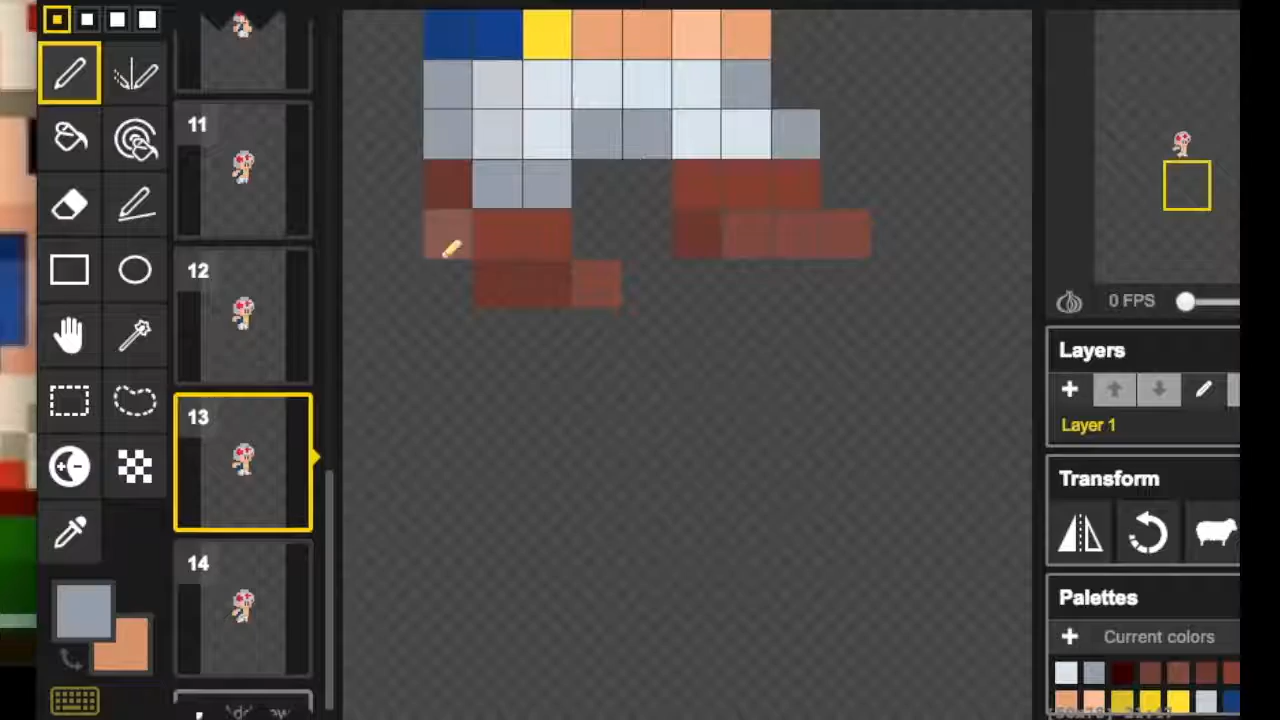 11
12
13
14
0 FPS
Layers
Layer 1
Transform
Palettes
Current colors